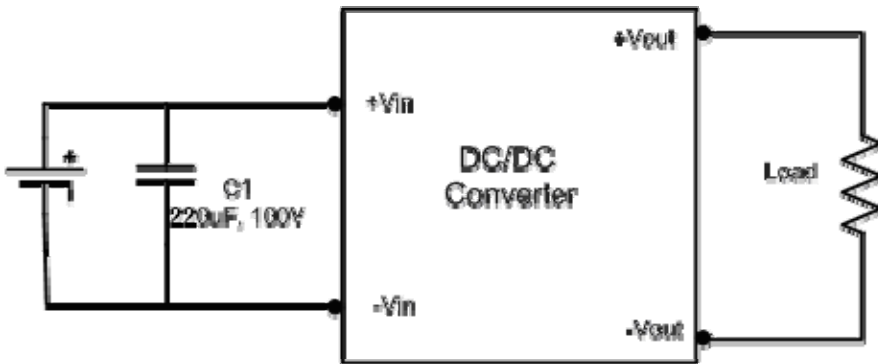 +Vout
+Vin
DC/DC
Converter
Load
C1
220uF, 100V
-Vin
-Vout
+